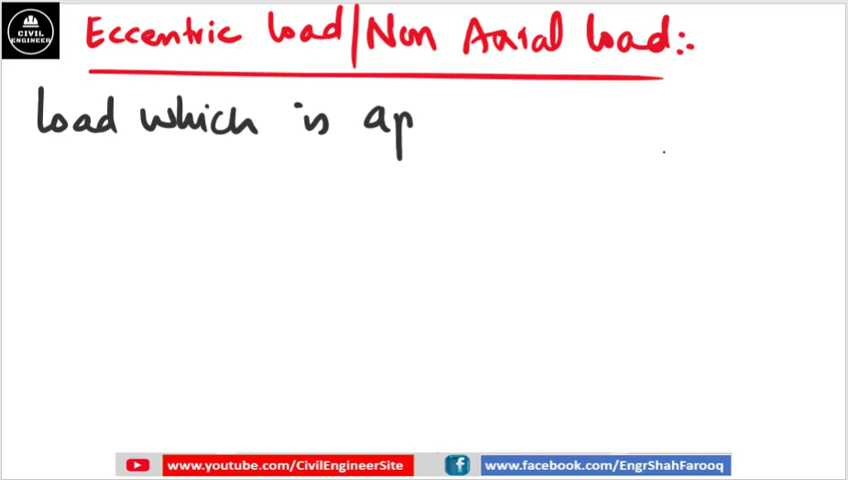 CIVIL
ENGINEER
Eccentric load/Non Axial load:-
load which is ap
www.youtube.com/CivilEngineerSite
www.facebook.com/EngrShahFarooq